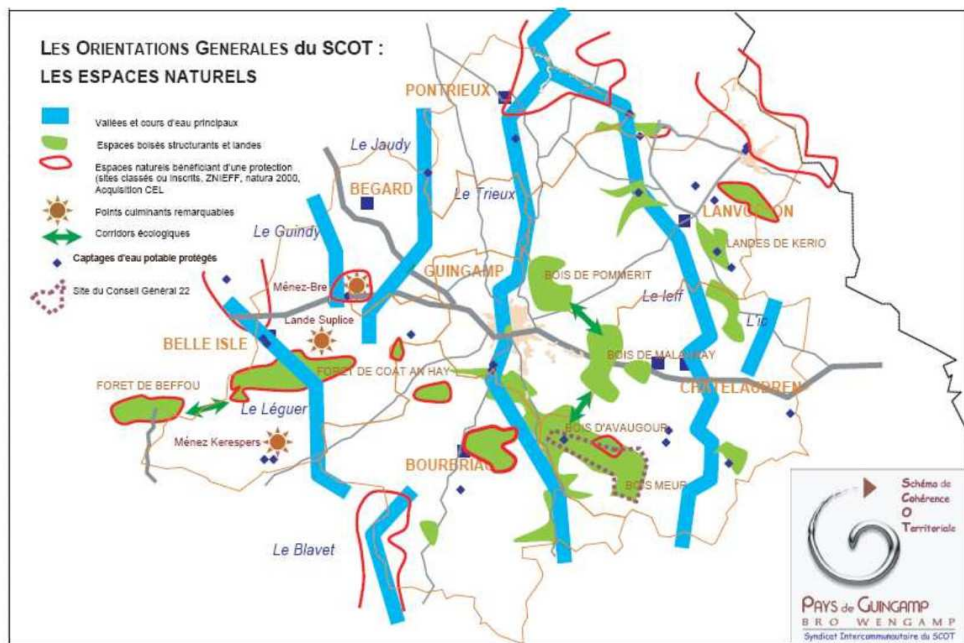 LES ORIENTATIONS GENERALES du SCOT :
LES ESPACES NATURELS
Vallées et cours d'eau principaux
Espaces boisés structurants et landes
Espaces naturels bénéficiant d'une protection
(sites classés ou inscrits, ZNIEFF, natura 2000,
Acquisition CEL
Points culminants remarquables
Corridors écologiques
Captages d'eau potable protégés
Site du Conseil Général 22
PONTRIEUX
Le Jaudy
Le Trieux
BEGARD
LANVOLLON
Le Guindy
LANDES DE KERIO
GUINGAMP
BOIS DE POMMERIT
Ménez-Bre
Le leff
Lande Suplice
L'ic
BELLE ISLE
BOIS DE MALAUNAY
FORET DE COAT AN HAY
FORET DE BEFFOU
CHATELAUDREN
Le Léguer
BOIS D'AVAUGOUR
Ménez Kerespers
BOURBRIAC
BOIS MEUR
Le Blavet
Schéma de
Cohérence
O
Territoriale
PAYS de GUINGAMP
BRO WENGAMP
Syndicat Intercommunautaire du SCOT